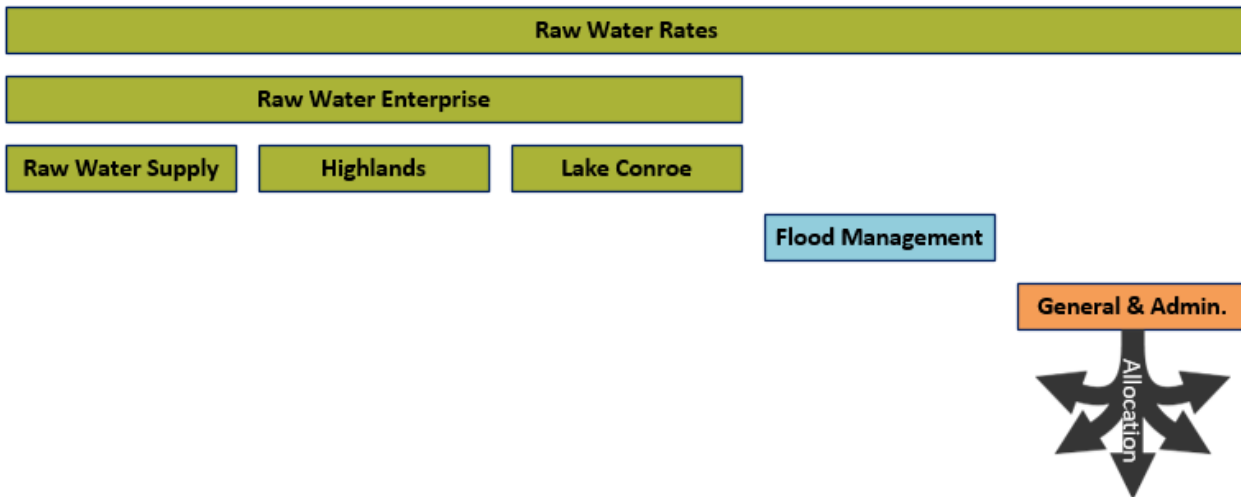 Raw Water Rates
Raw Water Enterprise
Raw Water Supply
Highlands
Lake Conroe
Flood Management
General & Admin.
Allocation